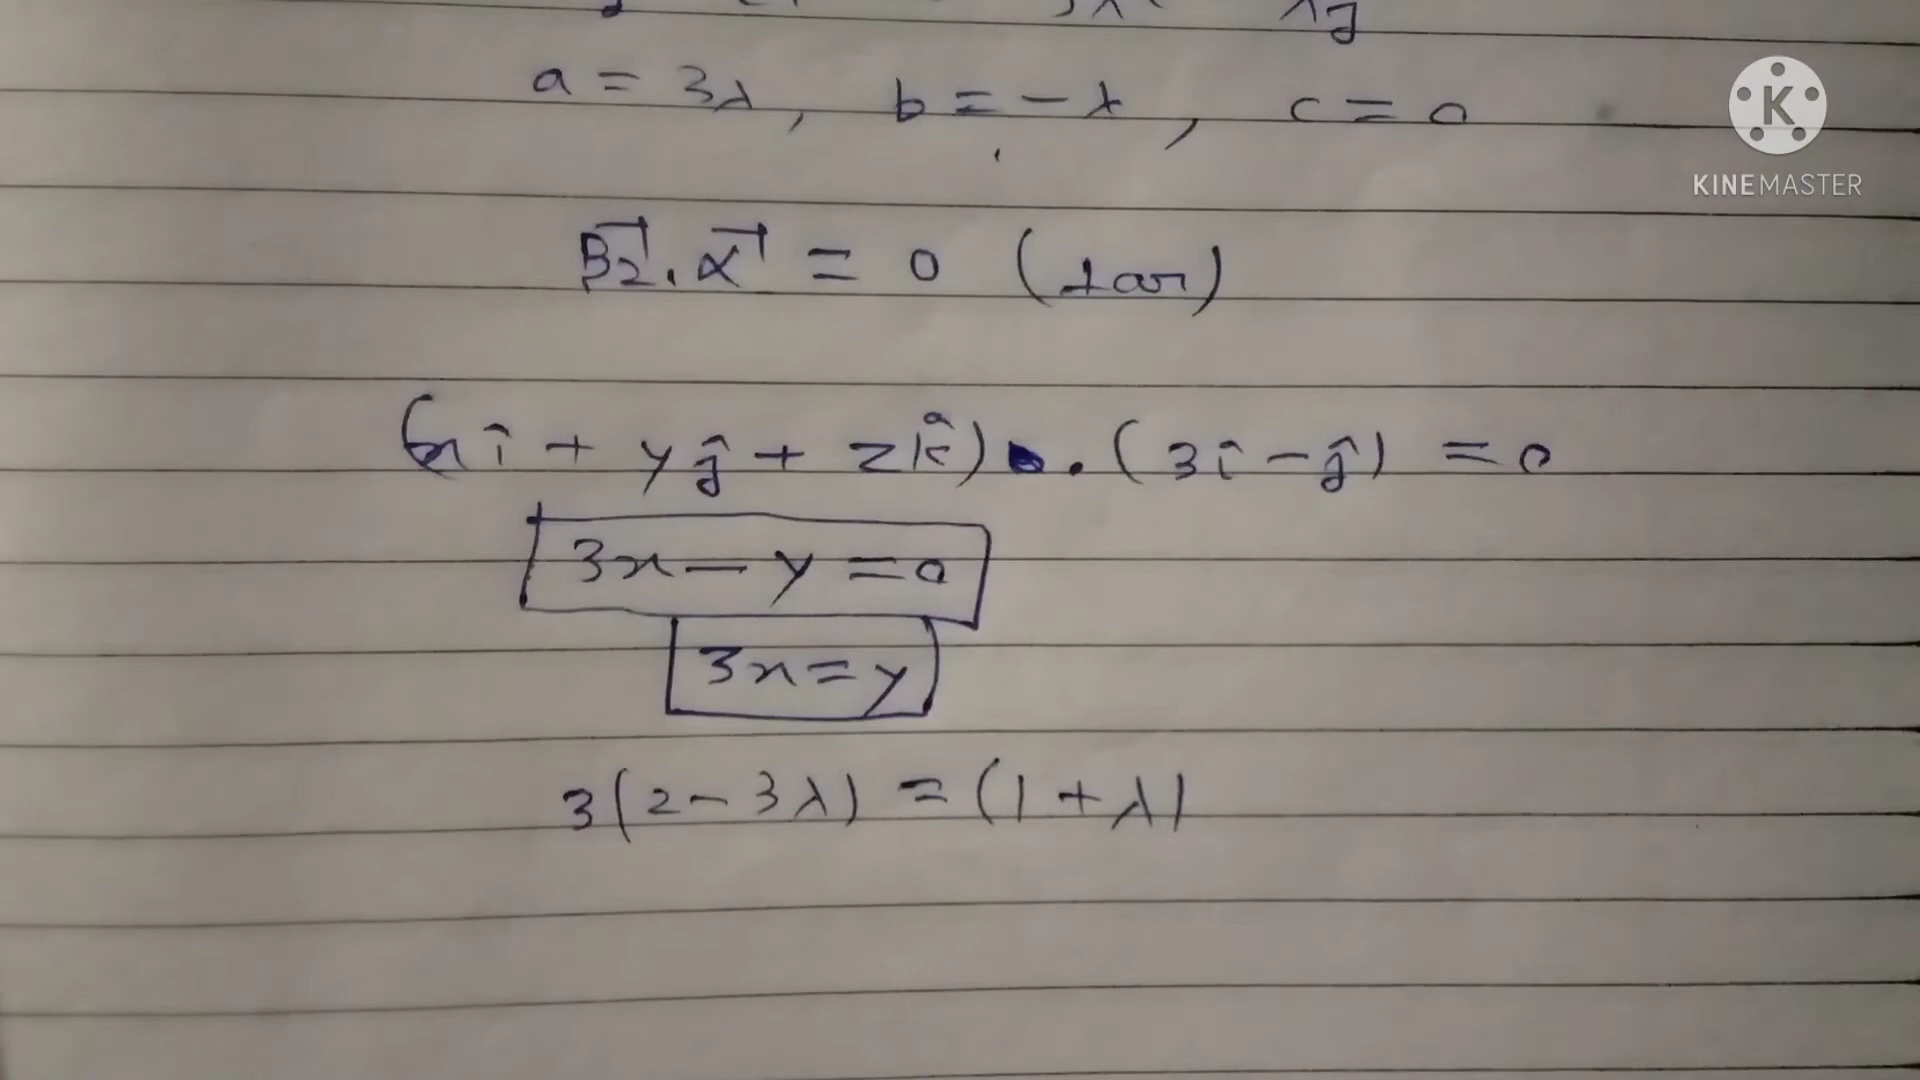 a = 3λ, b = -λ, c = 0
K
KINEMASTER
β₂⃗ . α⃗ = 0 (⊥ar)
(xî + yĵ + zk̂) . (3î - ĵ) = 0
3x - y = 0
3x = y
3(2 - 3λ) = (1 + λ)